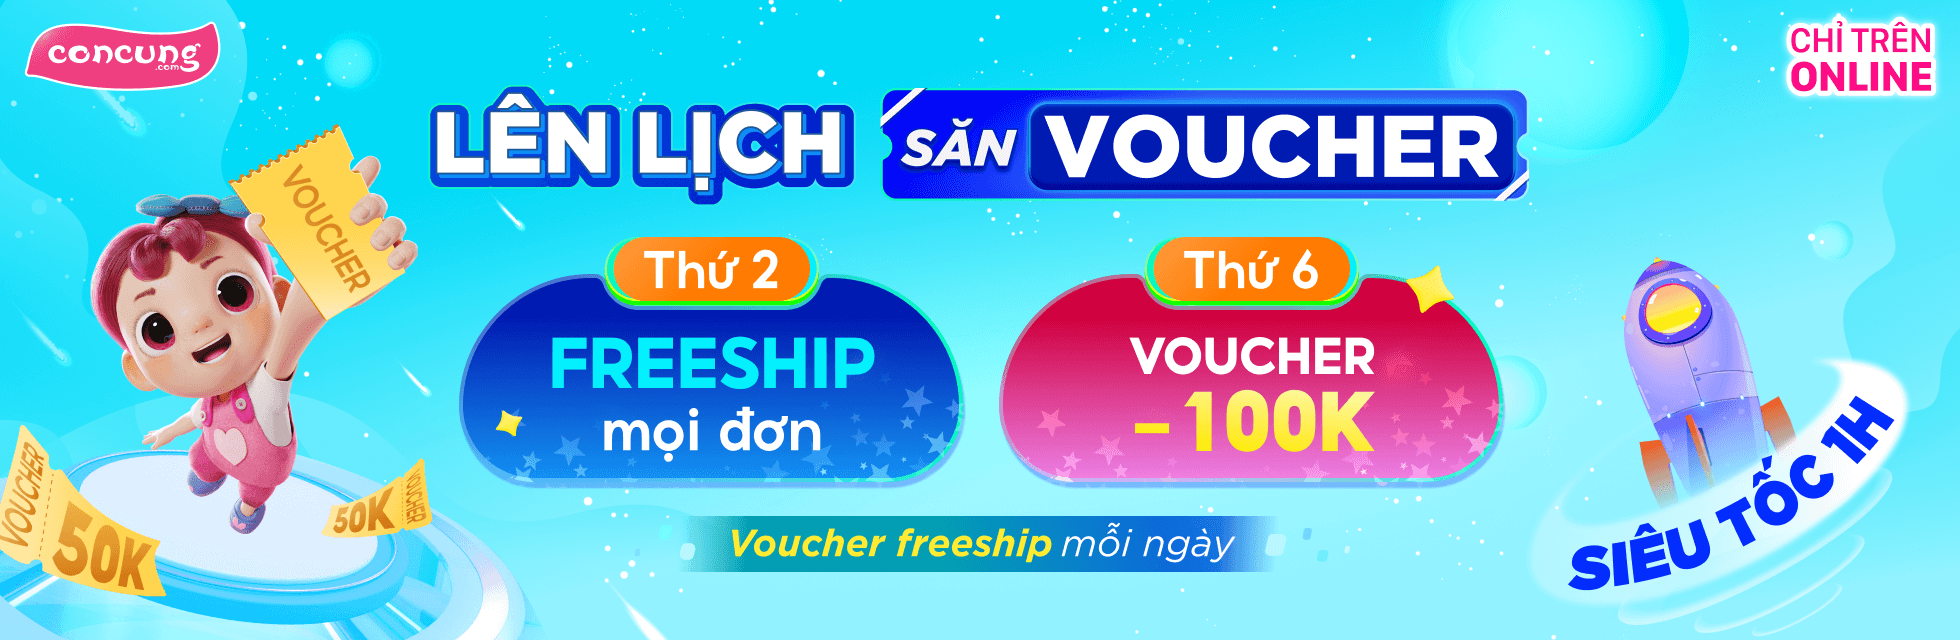 concung
.com
CHỈ TRÊN
ONLINE
LÊN LỊCH SĂN VOUCHER
VOUCHER
Thứ 2
FREESHIP
mọi đơn
Thứ 6
VOUCHER
-100K
VOUCHER
50K
50K
VOUCHER
SIÊU TỐC 1H
Voucher freeship mỗi ngày